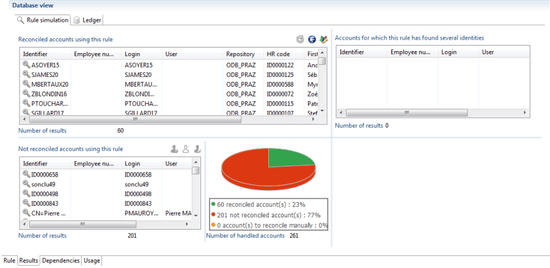 Database view
Rule simulation Ledger
Reconciled accounts using this rule
Identifier Employee nu... Login User Repository HR code First
ASOYER15 ASOYER15 ODB_PRAZ ID0000122 And
SJAMES20 SJAMES20 ODB_PRAZ ID0000125 Séb
MBERTAUX20 MBERTAU... ODB_PRAZ ID0000588 Myr
ZBLONDIN16 ZBLONDI... ODB_PRAZ ID0000072 Zoé
PTOUCHAR... PTOUCHA... ODB_PRAZ ID0000115 Patr
SGILLARD17 SGILLARD17 ODB_PRAZ ID0000107 Stef
Number of results 60
Accounts for which this rule has found several identities
Identifier Employee nu... Login User
Number of results 0
Not reconciled accounts using this rule
Identifier Employee nu... Login User
ID0000658 ID0000658
sonclu49 sonclu49
ID0000498 ID0000498
ID0000843 ID0000843
CN=Pierre ... PMAUROY... Pierre MA
Number of results 201
60 reconciled account(s) : 23%
201 not reconciled account(s) : 77%
0 account(s) to reconcile manually : 0%
Number of handled accounts 261
Rule Results Dependencies Usage